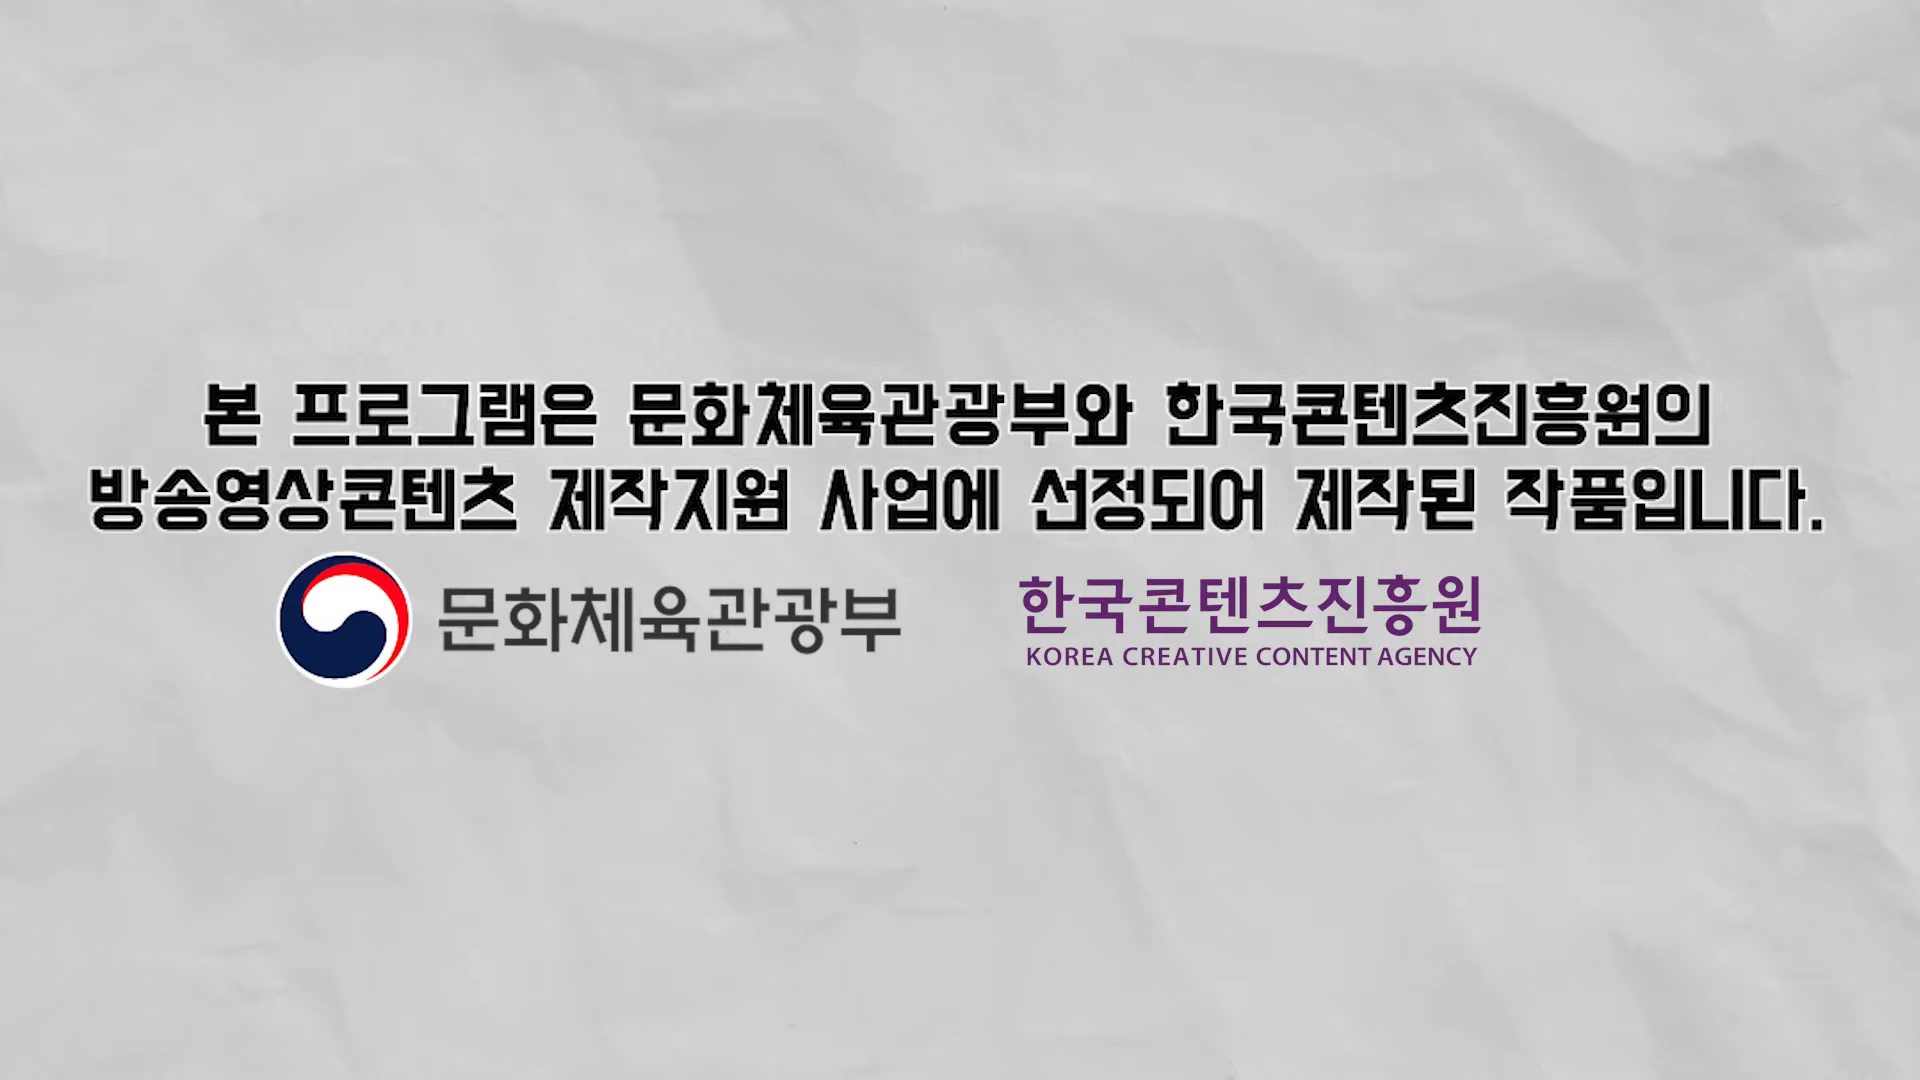 본 프로그램은 문화체육관광부와 한국콘텐츠진흥원의
방송영상콘텐츠 제작지원 사업에 선정되어 제작된 작품입니다.
문화체육관광부
한국콘텐츠진흥원
KOREA CREATIVE CONTENT AGENCY